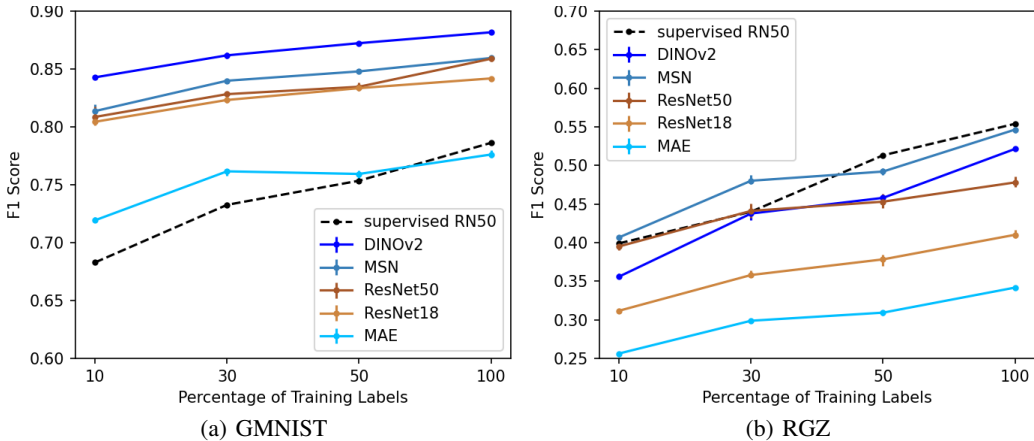 0.90
0.85
0.80
0.75
0.70
0.65
0.60
F1 Score
supervised RN50
DINOv2
MSN
ResNet50
ResNet18
MAE
10 30 50 100
Percentage of Training Labels
(a) GMNIST
0.70
0.65
0.60
0.55
0.50
0.45
0.40
0.35
0.30
0.25
F1 Score
supervised RN50
DINOv2
MSN
ResNet50
ResNet18
MAE
10 30 50 100
Percentage of Training Labels
(b) RGZ